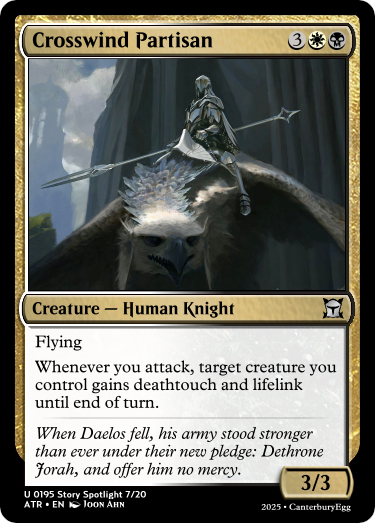 Crosswind Partisan 3
Creature — Human Knight
Flying
Whenever you attack, target creature you
control gains deathtouch and lifelink
until end of turn.
When Daelos fell, his army stood stronger
than ever under their new pledge: Dethrone
Jorah, and offer him no mercy.
3/3
U 0195 Story Spotlight 7/20
ATR • EN Joon Ahn
2025 • CanterburyEgg